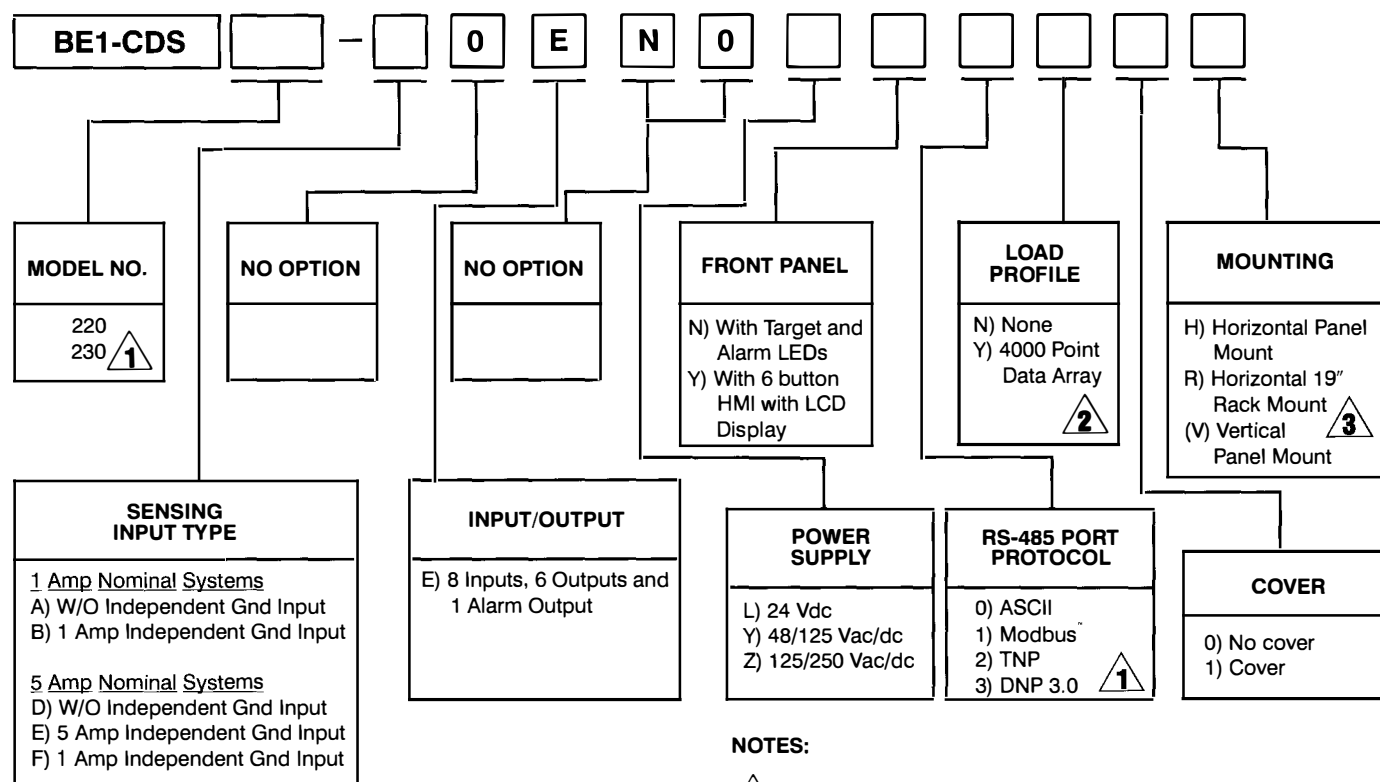 BE1-CDS
–
0
E
N
0
MODEL NO.
220
230 1
NO OPTION
NO OPTION
FRONT PANEL
N) With Target and
Alarm LEDs
Y) With 6 button
HMI with LCD
Display
LOAD
PROFILE
N) None
Y) 4000 Point
Data Array
2
MOUNTING
H) Horizontal Panel
Mount
R) Horizontal 19"
Rack Mount
(V) Vertical 3
Panel Mount
SENSING
INPUT TYPE
1 Amp Nominal Systems
A) W/O Independent Gnd Input
B) 1 Amp Independent Gnd Input
5 Amp Nominal Systems
D) W/O Independent Gnd Input
E) 5 Amp Independent Gnd Input
F) 1 Amp Independent Gnd Input
INPUT/OUTPUT
E) 8 Inputs, 6 Outputs and
1 Alarm Output
POWER
SUPPLY
L) 24 Vdc
Y) 48/125 Vac/dc
Z) 125/250 Vac/dc
RS-485 PORT
PROTOCOL
0) ASCII
1) Modbus
2) TNP
3) DNP 3.0 1
COVER
0) No cover
1) Cover
NOTES: